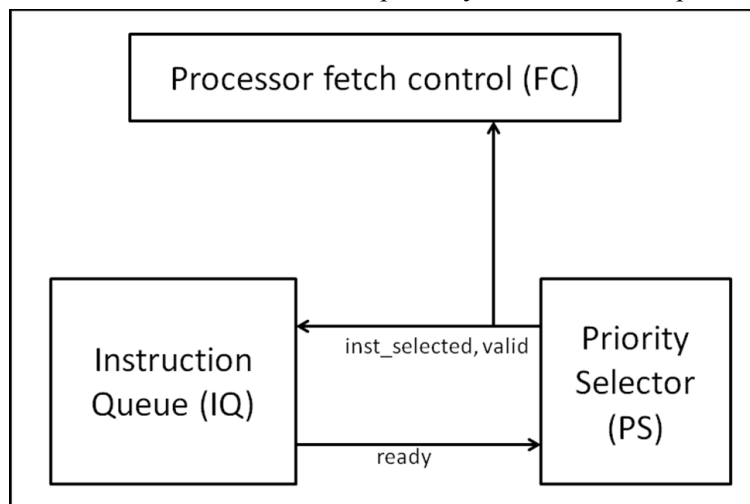 Processor fetch control (FC)
inst_selected, valid
Instruction
Queue (IQ)
Priority
Selector
(PS)
ready